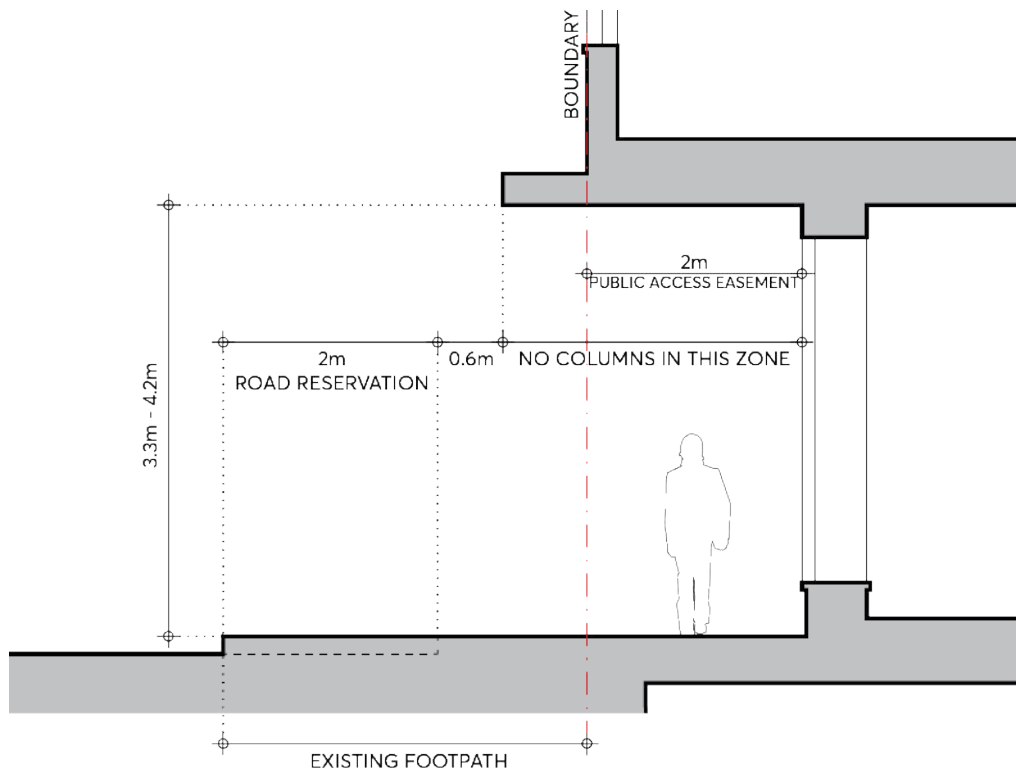 BOUNDARY
2m
PUBLIC ACCESS EASEMENT
2m
ROAD RESERVATION
0.6m
NO COLUMNS IN THIS ZONE
3.3m - 4.2m
EXISTING FOOTPATH